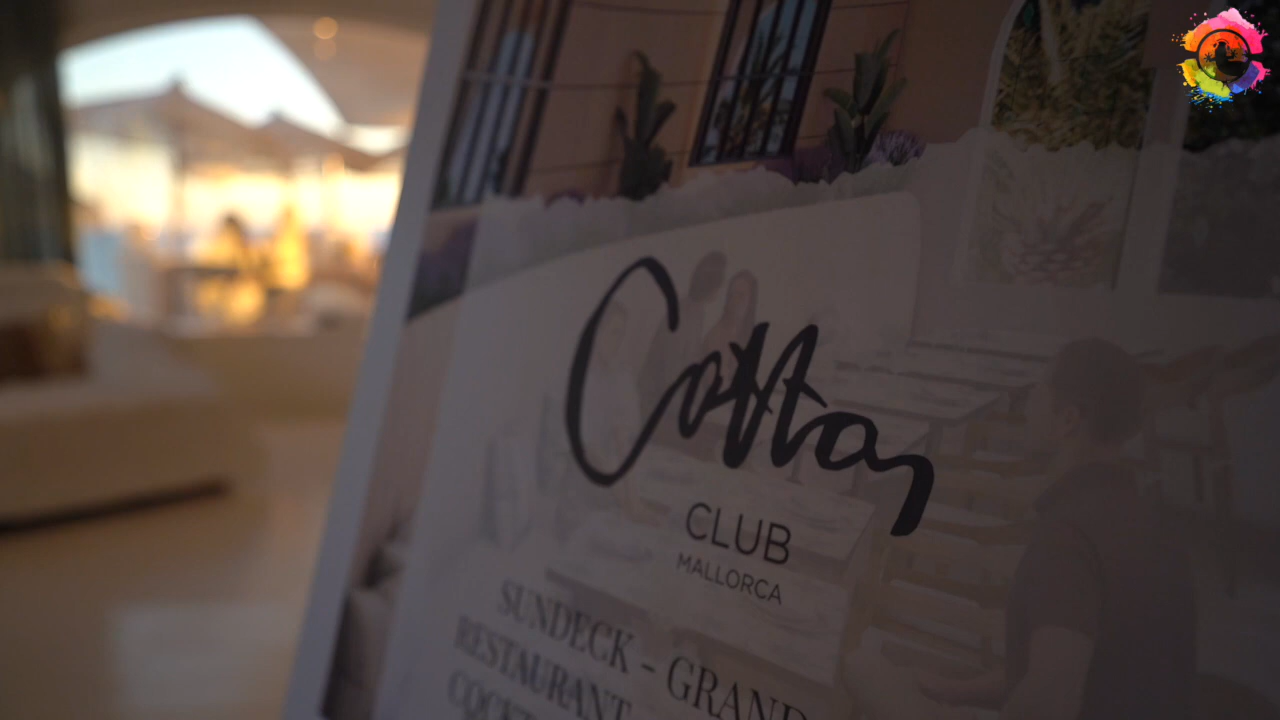 Cotton
CLUB
MALLORCA
SUNDECK - GRAND
RESTAURANT